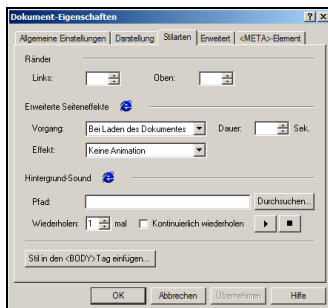 Dokument-Eigenschaften
Allgemeine Einstellungen Darstellung Stilarten Erweitert <META>-Element
Ränder
Links: Oben:
Erweiterte Seiteneffekte
Vorgang: Bei Laden des Dokumentes Dauer: Sek.
Effekt: Keine Animation
Hintergrund-Sound
Pfad: Durchsuchen...
Wiederholen: 1 mal Kontinuierlich wiederholen
Stil in den <BODY>Tag einfügen...
OK Abbrechen Übernehmen Hilfe